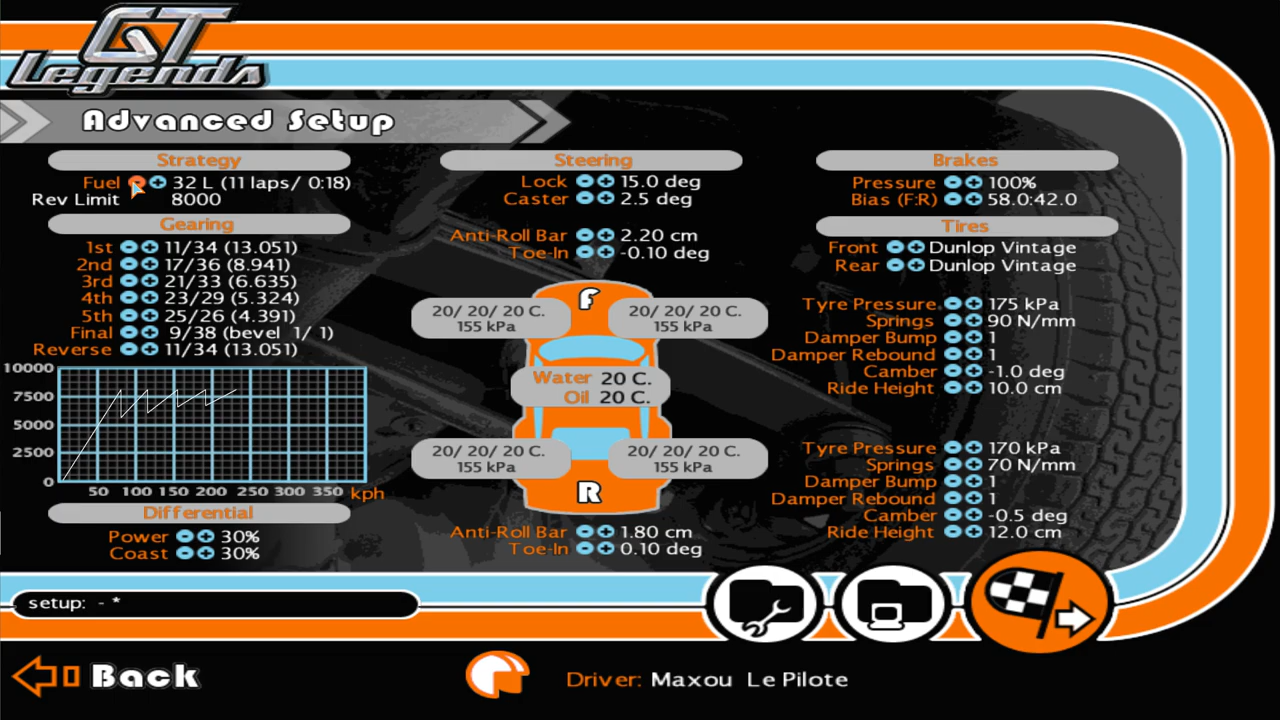 GT
Legends
Advanced Setup
Strategy
Fuel 32 L (11 laps/ 0:18)
Rev Limit 8000
Gearing
1st 11/34 (13.051)
2nd 17/36 (8.941)
3rd 21/33 (6.635)
4th 23/29 (5.324)
5th 25/26 (4.391)
Final 9/38 (bevel 1/ 1)
Reverse 11/34 (13.051)
10000
7500
5000
2500
0
50 100 150 200 250 300 350 kph
Differential
Power 30%
Coast 30%
Steering
Lock 15.0 deg
Caster 2.5 deg
Anti-Roll Bar 2.20 cm
Toe-In -0.10 deg
F
20/ 20/ 20 C. 20/ 20/ 20 C.
155 kPa 155 kPa
Water 20 C.
Oil 20 C.
20/ 20/ 20 C. 20/ 20/ 20 C.
155 kPa 155 kPa
R
Anti-Roll Bar 1.80 cm
Toe-In 0.10 deg
Brakes
Pressure 100%
Bias (F:R) 58.0:42.0
Tires
Front Dunlop Vintage
Rear Dunlop Vintage
Tyre Pressure 175 kPa
Springs 90 N/mm
Damper Bump 1
Damper Rebound 1
Camber -1.0 deg
Ride Height 10.0 cm
Tyre Pressure 170 kPa
Springs 70 N/mm
Damper Bump 1
Damper Rebound 1
Camber -0.5 deg
Ride Height 12.0 cm
setup: - *
Back
Driver: Maxou Le Pilote